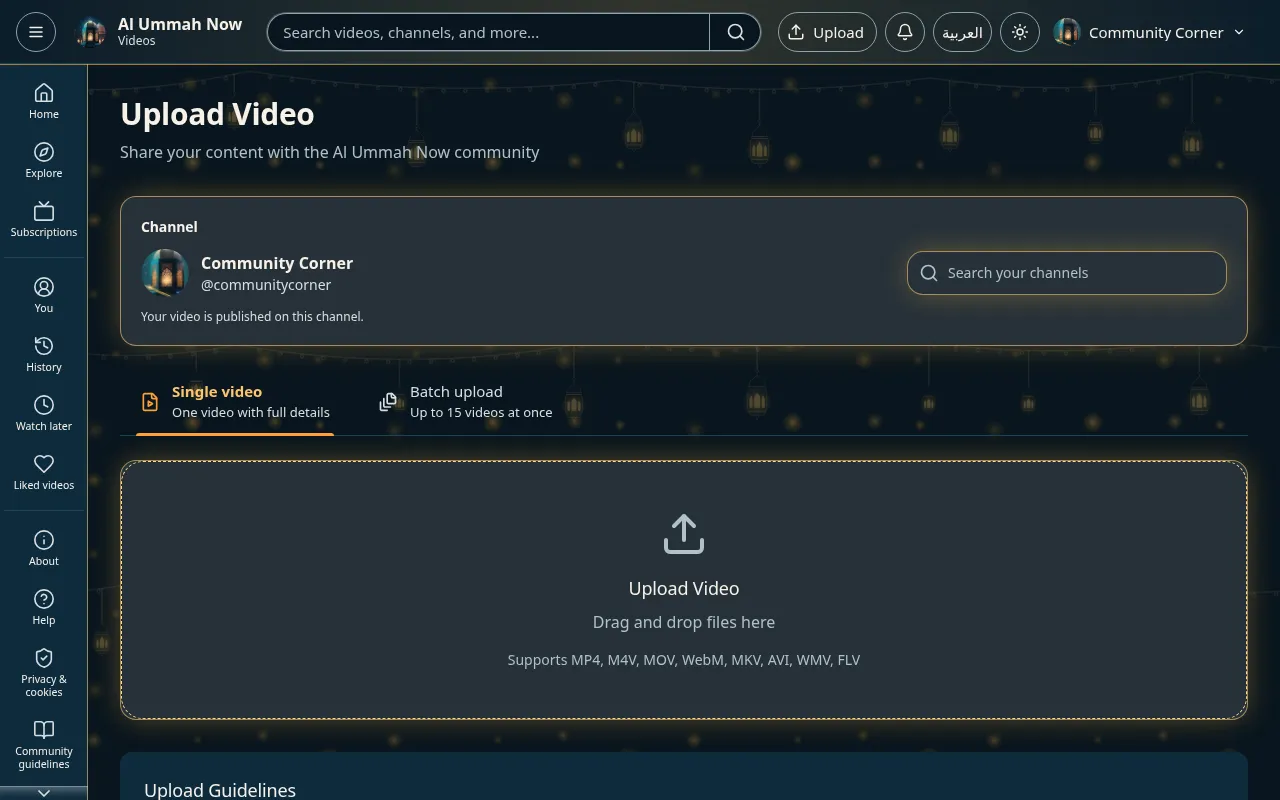 Al Ummah Now
Videos
Search videos, channels, and more...
Upload
العربية
Community Corner
Home
Explore
Subscriptions
You
History
Watch later
Liked videos
About
Help
Privacy &
cookies
Community
guidelines
Upload Video
Share your content with the Al Ummah Now community
Channel
Community Corner
@communitycorner
Your video is published on this channel.
Search your channels
Single video
One video with full details
Batch upload
Up to 15 videos at once
Upload Video
Drag and drop files here
Supports MP4, M4V, MOV, WebM, MKV, AVI, WMV, FLV
Upload Guidelines